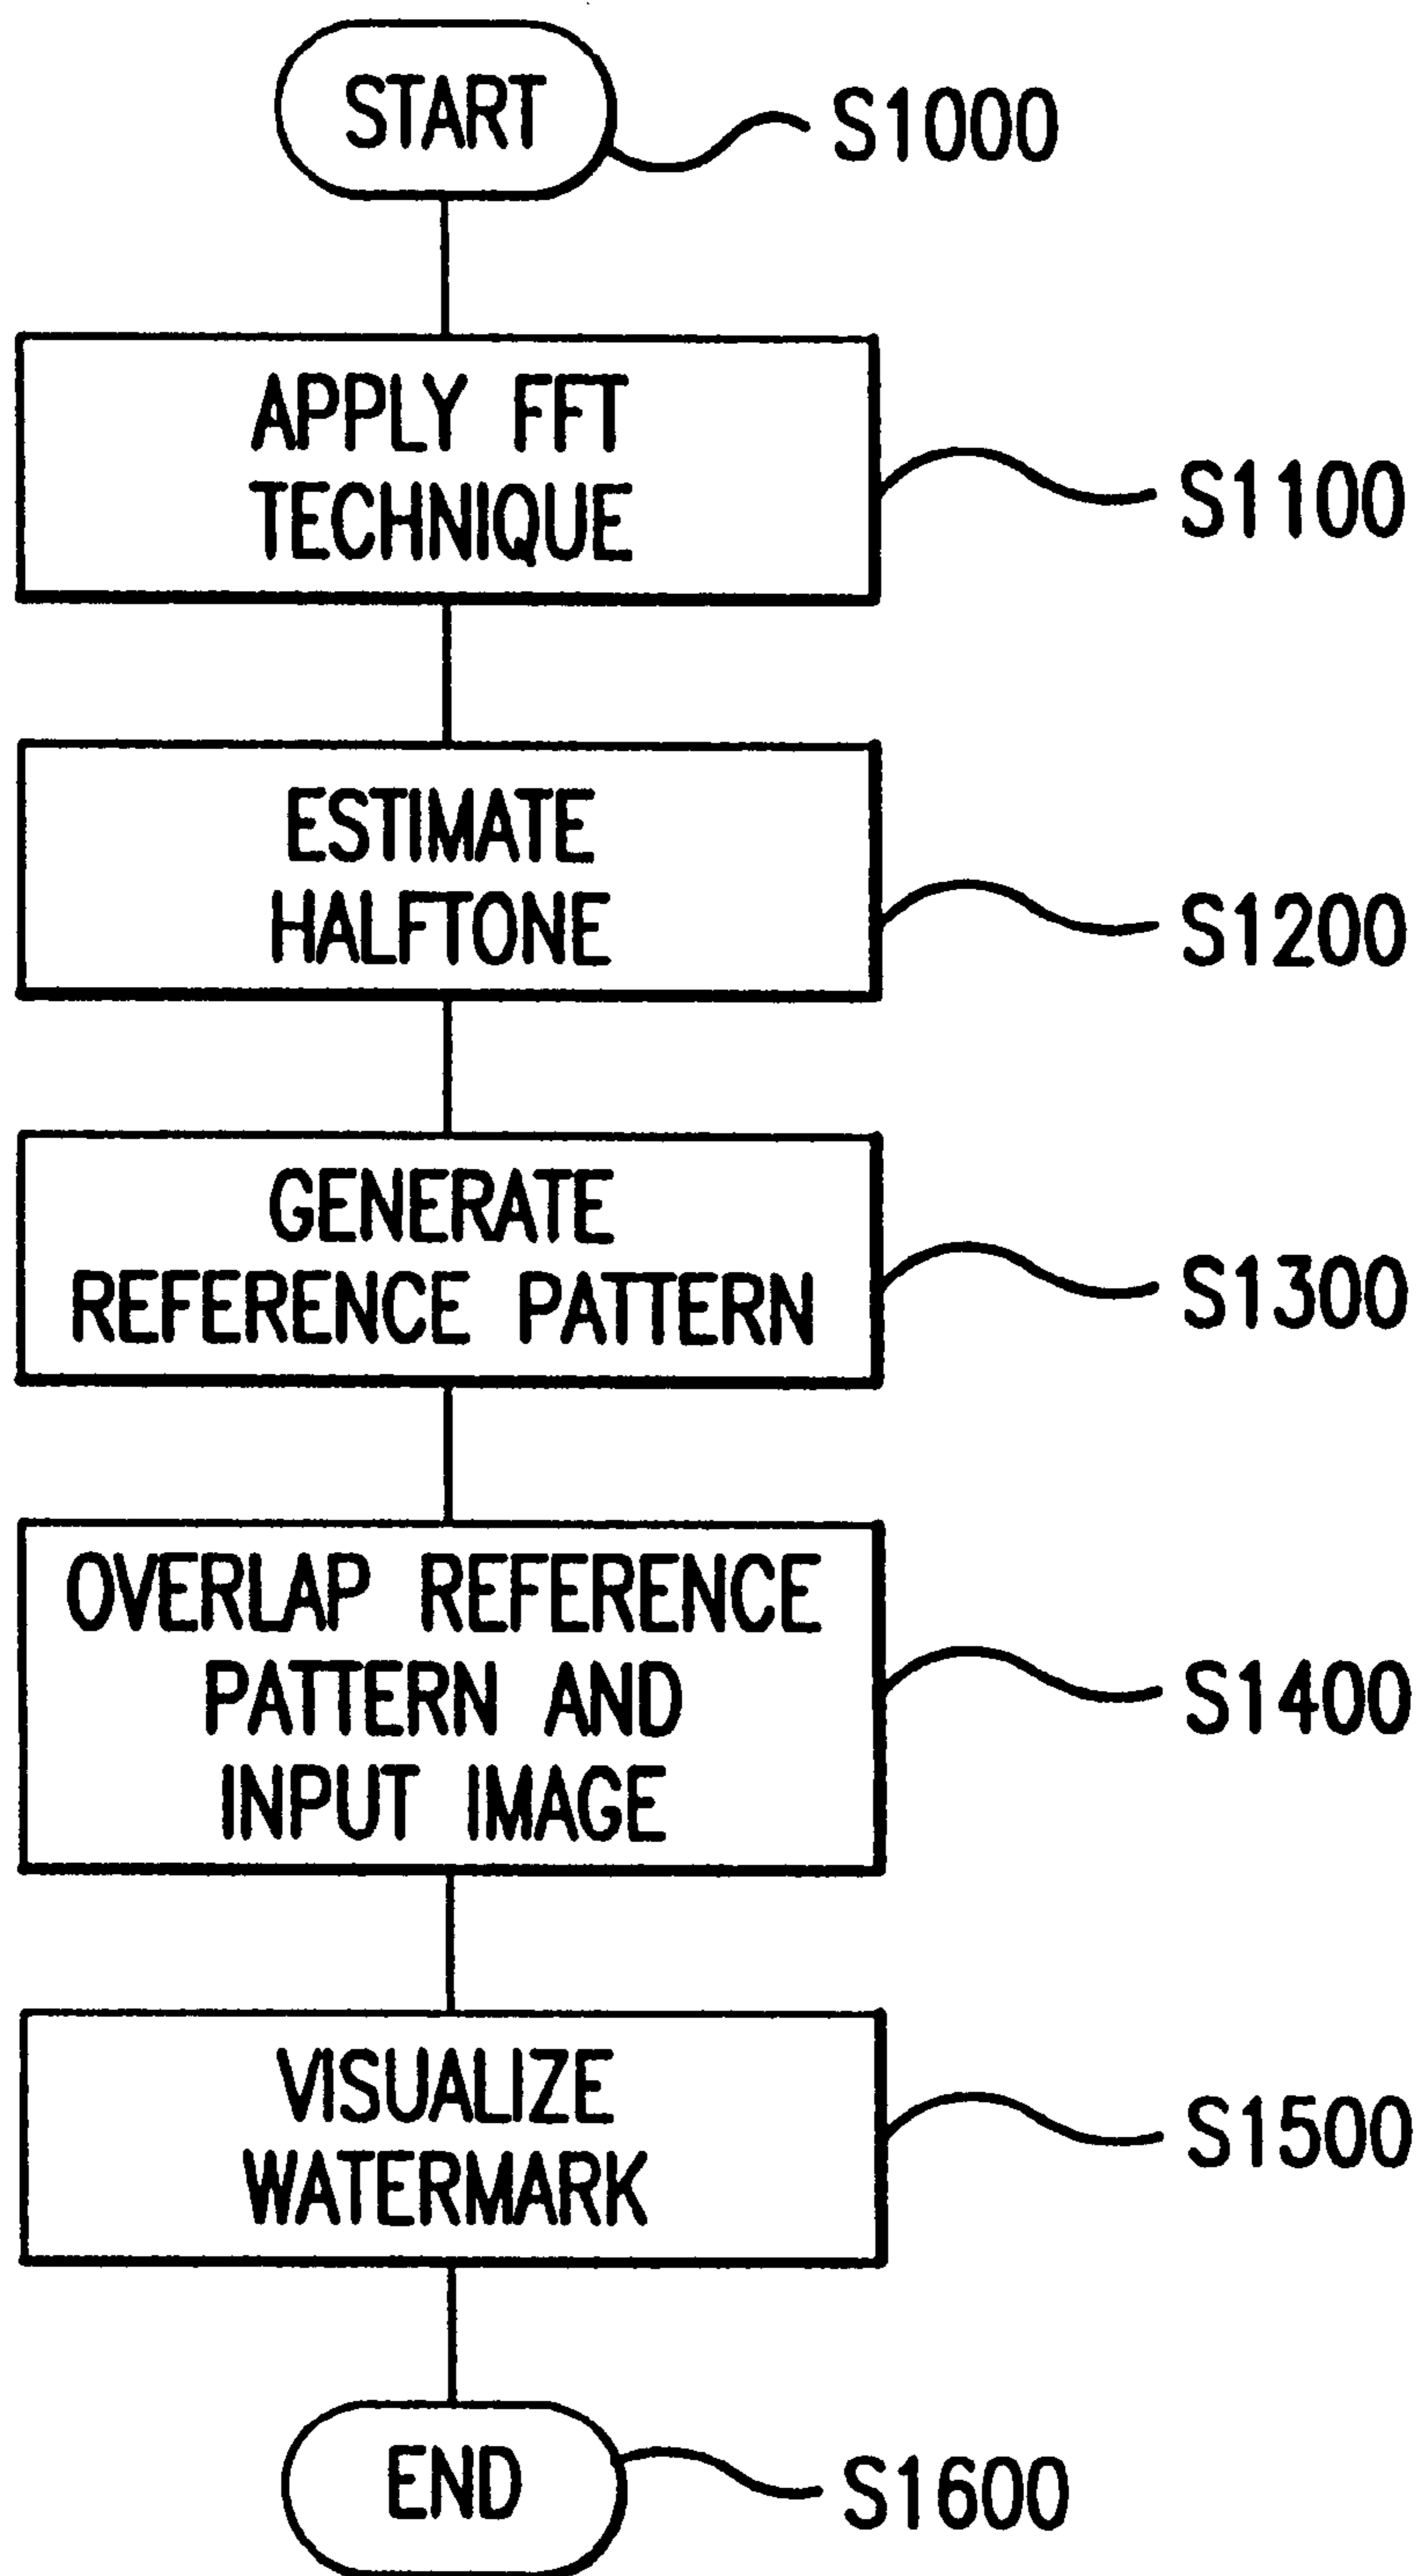 START
S1000
APPLY FFT
TECHNIQUE
S1100
ESTIMATE
HALFTONE
S1200
GENERATE
REFERENCE PATTERN
S1300
OVERLAP REFERENCE
PATTERN AND
INPUT IMAGE
S1400
VISUALIZE
WATERMARK
S1500
END
S1600